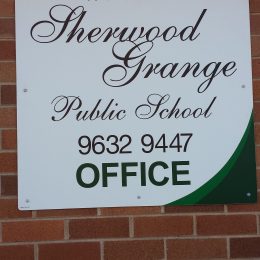 Sherwood
Grange
Public School
9632 9447
OFFICE